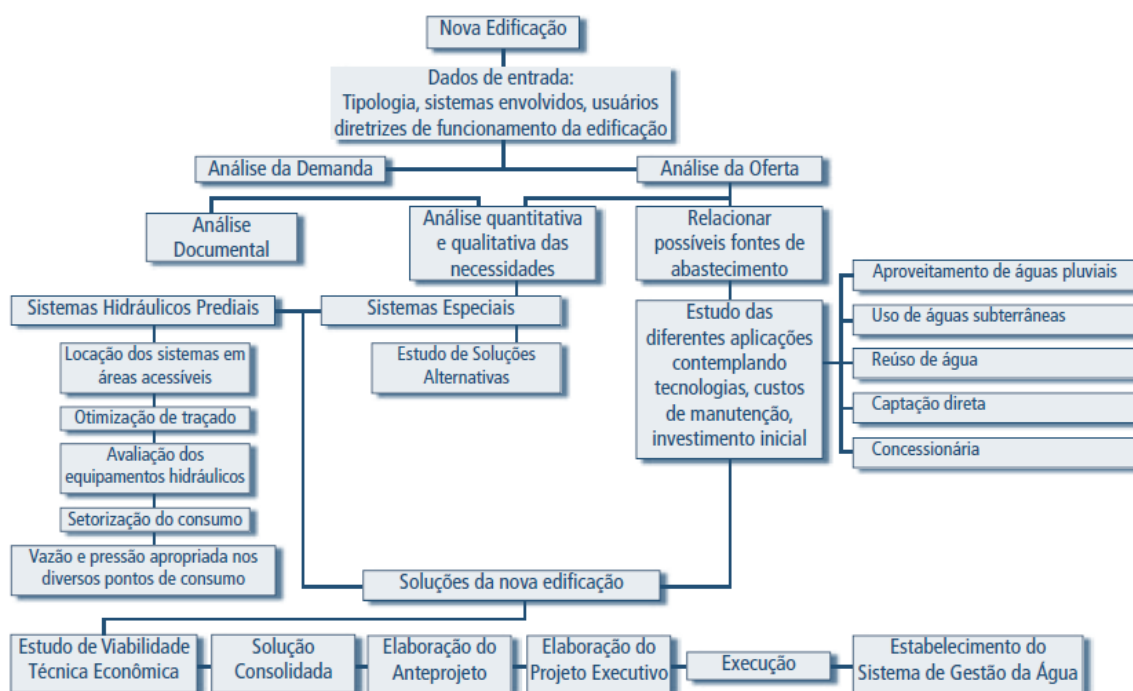 Nova Edificação
Dados de entrada:
Tipologia, sistemas envolvidos, usuários
diretrizes de funcionamento da edificação
Análise da Demanda
Análise da Oferta
Análise
Documental
Análise quantitativa
e qualitativa das
necessidades
Relacionar
possíveis fontes de
abastecimento
Sistemas Hidráulicos Prediais
Sistemas Especiais
Locação dos sistemas em
áreas acessíveis
Otimização de traçado
Avaliação dos
equipamentos hidráulicos
Setorização do consumo
Vazão e pressão apropriada nos
diversos pontos de consumo
Estudo de Soluções
Alternativas
Estudo das
diferentes aplicações
contemplando
tecnologias, custos
de manutenção,
investimento inicial
Aproveitamento de águas pluviais
Uso de águas subterrâneas
Reúso de água
Captação direta
Concessionária
Soluções da nova edificação
Estudo de Viabilidade
Técnica Econômica
Solução
Consolidada
Elaboração do
Anteprojeto
Elaboração do
Projeto Executivo
Execução
Estabelecimento do
Sistema de Gestão da Água